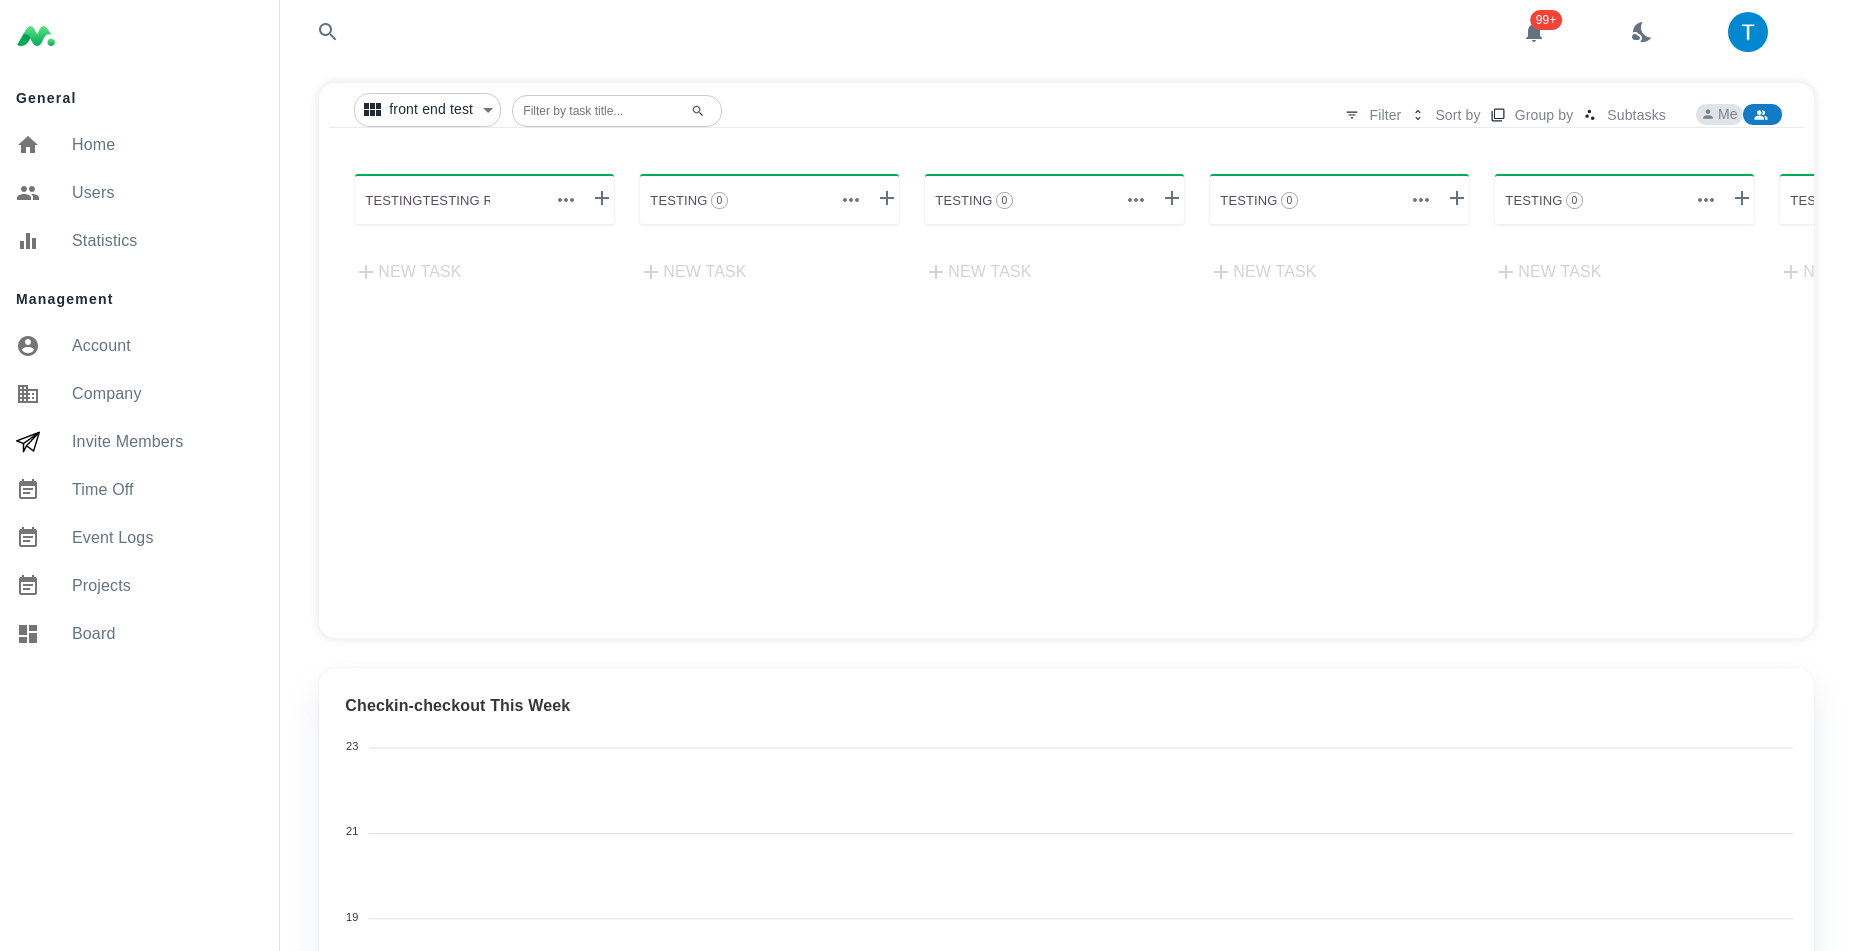 99+
T
General
Home
Users
Statistics
Management
Account
Company
Invite Members
Time Off
Event Logs
Projects
Board
front end test
Filter by task title...
Filter
Sort by
Group by
Subtasks
Me
TESTINGTESTING R
TESTING 0
TESTING 0
TESTING 0
TESTING 0
TES
NEW TASK
NEW TASK
NEW TASK
NEW TASK
NEW TASK
N
Checkin-checkout This Week
23
21
19